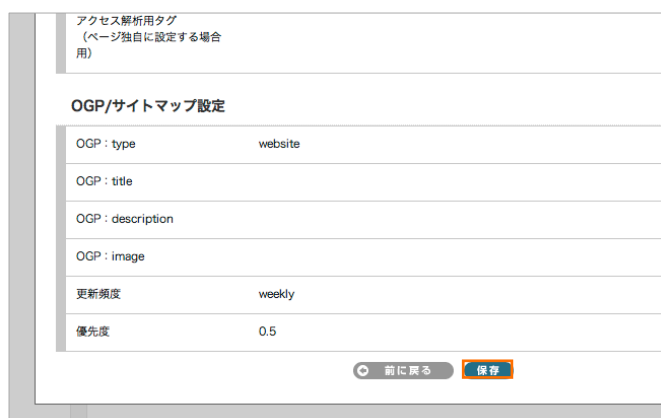 アクセス解析用タグ
（ページ独自に設定する場合
用）
OGP/サイトマップ設定
OGP：type website
OGP：title
OGP：description
OGP：image
更新頻度 weekly
優先度 0.5
前に戻る 保存